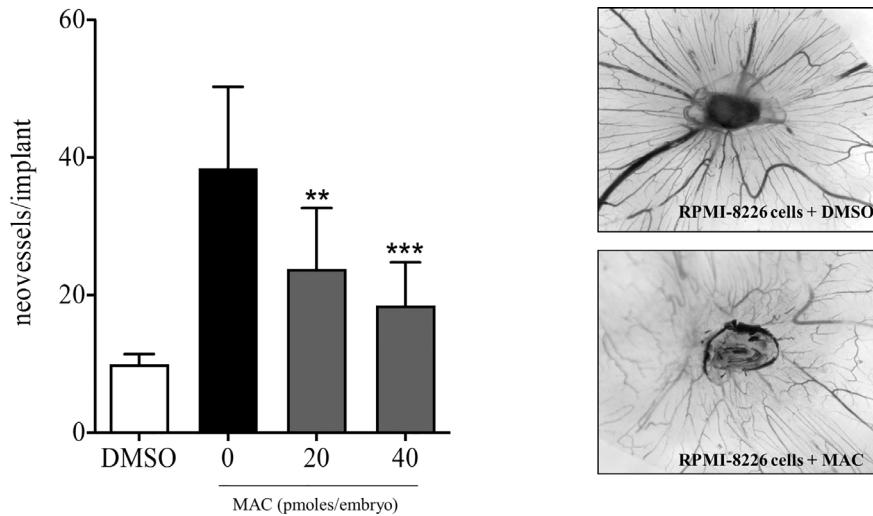 60
40
20
0
neovessels/implant
**
***
DMSO 0 20 40
MAC (pmoles/embryo)
RPMI-8226 cells + DMSO
RPMI-8226 cells + MAC